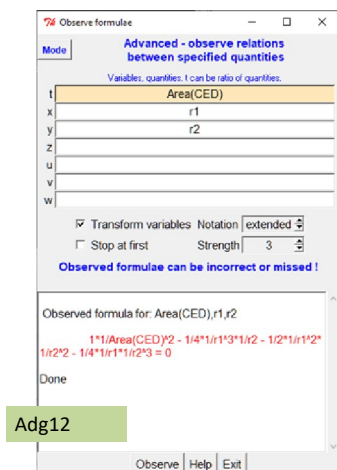 Observe formulae
Mode
Advanced - observe relations
between specified quantities
Variables, quantities. t can be ratio of quantities.
t Area(CED)
x r1
y r2
z
u
v
w
Transform variables Notation extended
Stop at first Strength 3
Observed formulae can be incorrect or missed !
Observed formula for: Area(CED),r1,r2
1*1/Area(CED)^2 - 1/4*1/r1^3*1/r2 - 1/2*1/r1^2*
1/r2^2 - 1/4*1/r1*1/r2^3 = 0
Done
Adg12
Observe Help Exit